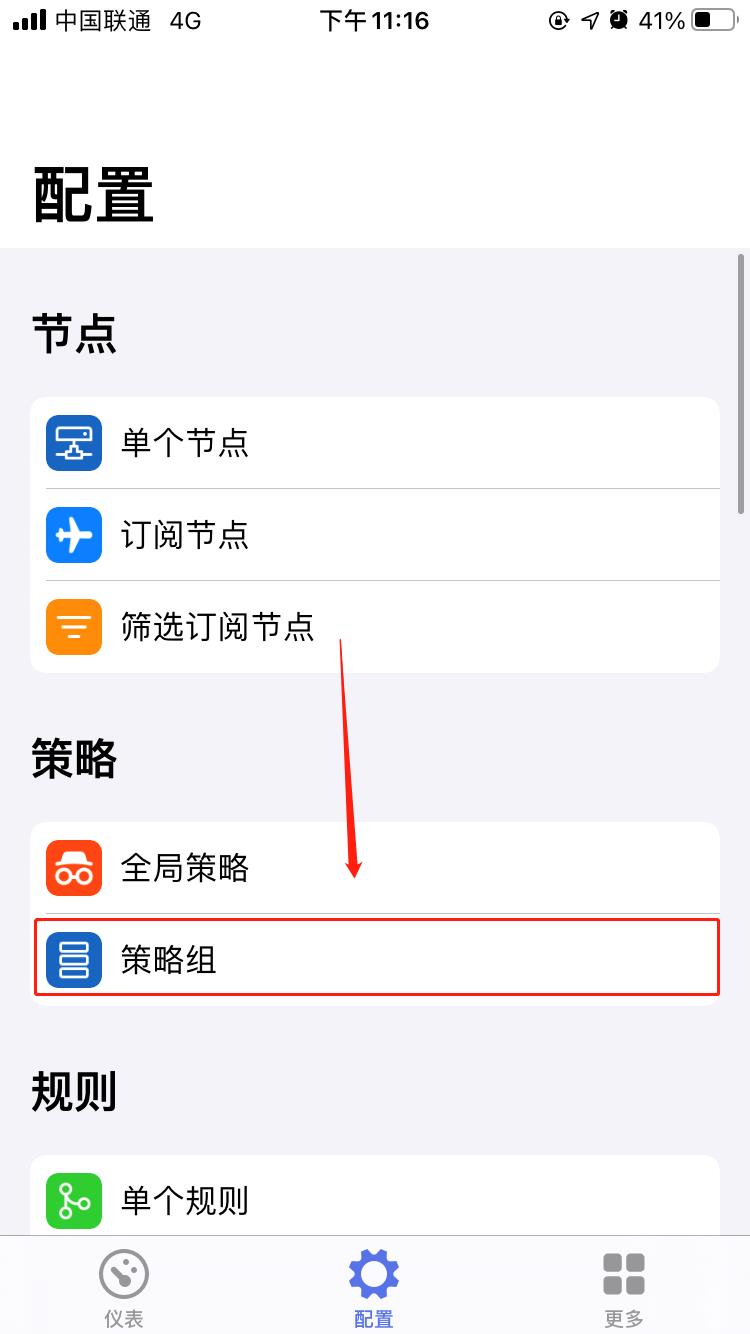 中国联通 4G 下午11:16 41%
配置
节点
单个节点
订阅节点
筛选订阅节点
策略
全局策略
策略组
规则
单个规则
仪表 配置 更多